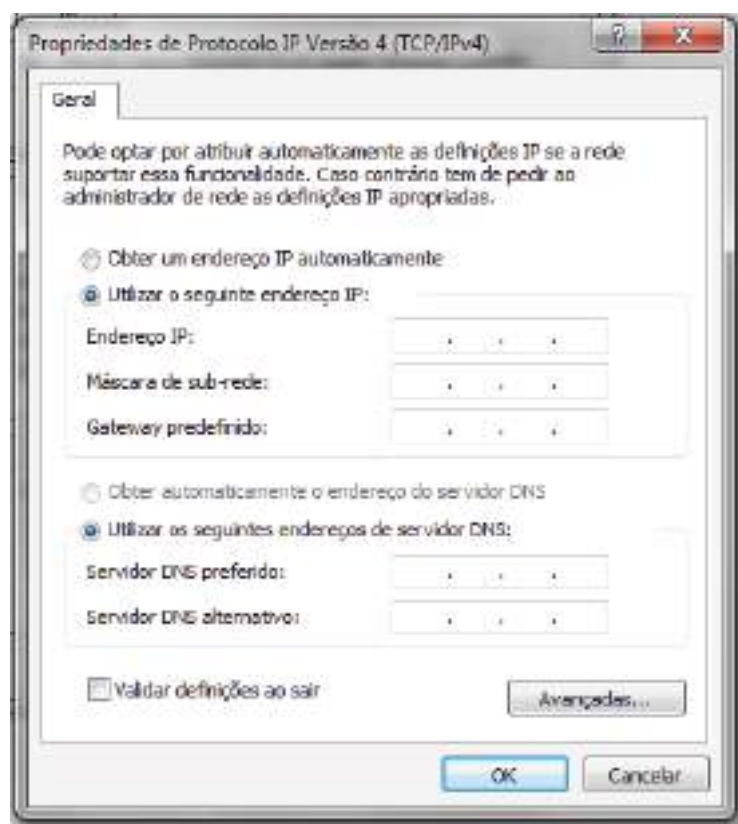 Propriedades de Protocolo IP Versão 4 (TCP/IPv4)
Geral
Pode optar por atribuir automaticamente as definições IP se a rede
suportar essa funcionalidade. Caso contrário tem de pedir ao
administrador de rede as definições IP apropriadas.
Obter um endereço IP automaticamente
Utilizar o seguinte endereço IP:
Endereço IP: . . .
Máscara de sub-rede: . . .
Gateway predefinido: . . .
Obter automaticamente o endereço do servidor DNS
Utilizar os seguintes endereços de servidor DNS:
Servidor DNS preferido: . . .
Servidor DNS alternativo: . . .
Validar definições ao sair
Avançadas...
OK Cancelar